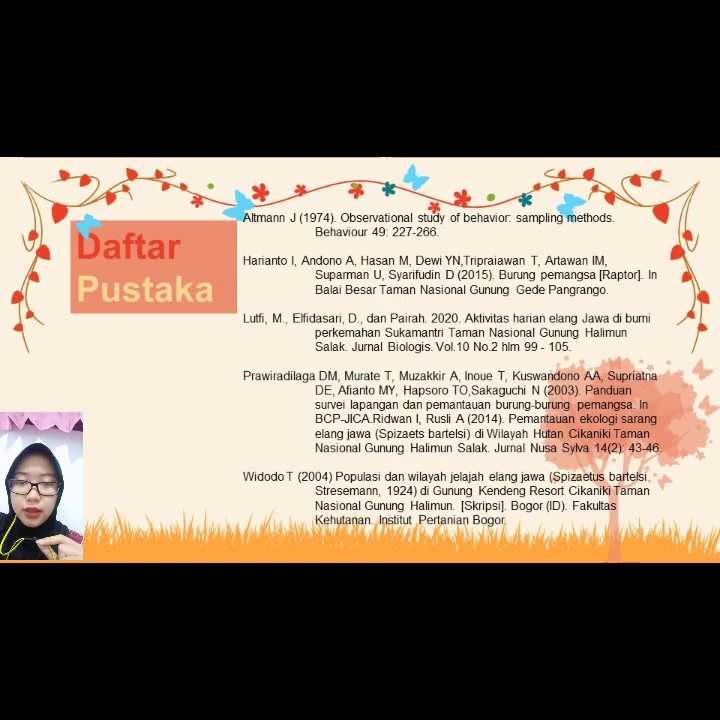 Daftar
Pustaka
Altmann J (1974). Observational study of behavior: sampling methods.
Behaviour 49: 227-266.
Harianto I, Andono A, Hasan M, Dewi YN,Tripraiawan T, Artawan IM,
Suparman U, Syarifudin D (2015). Burung pemangsa [Raptor]. In
Balai Besar Taman Nasional Gunung Gede Pangrango.
Lutfi, M., Elfidasari, D., dan Pairah. 2020. Aktivitas harian elang Jawa di bumi
perkemahan Sukamantri Taman Nasional Gunung Halimun
Salak. Jurnal Biologis. Vol.10 No.2 hlm 99 - 105.
Prawiradilaga DM, Murate T, Muzakkir A, Inoue T, Kuswandono AA, Supriatna
DE, Afianto MY, Hapsoro TO,Sakaguchi N (2003). Panduan
survei lapangan dan pemantauan burung-burung pemangsa. In
BCP-JICA.Ridwan I, Rusli A (2014). Pemantauan ekologi sarang
elang jawa (Spizaets bartelsi) di Wilayah Hutan Cikaniki Taman
Nasional Gunung Halimun Salak. Jurnal Nusa Sylva 14(2): 43-46.
Widodo T (2004) Populasi dan wilayah jelajah elang jawa (Spizaetus bartelsi
Stresemann, 1924) di Gunung Kendeng Resort Cikaniki Taman
Nasional Gunung Halimun. [Skripsi]. Bogor (ID). Fakultas
Kehutanan. Institut Pertanian Bogor.